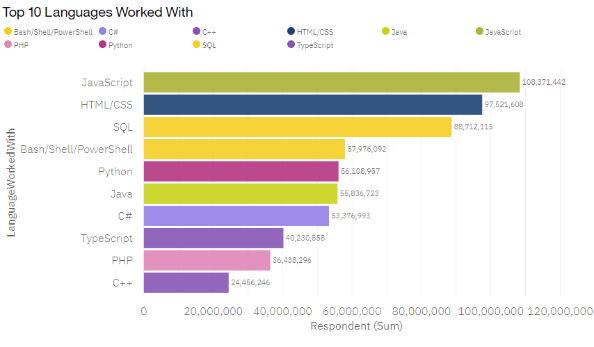 Top 10 Languages Worked With
Bash/Shell/PowerShell C# C++ HTML/CSS Java JavaScript
PHP Python SQL TypeScript
LanguageWorkedWith
JavaScript 108,371,442
HTML/CSS 97,521,608
SQL 88,712,115
Bash/Shell/PowerShell 57,976,092
Python 56,108,957
Java 55,836,723
C# 53,376,993
TypeScript 40,230,558
PHP 36,438,296
C++ 24,456,246
0 20,000,000 40,000,000 60,000,000 80,000,000 100,000,000 120,000,000
Respondent (Sum)